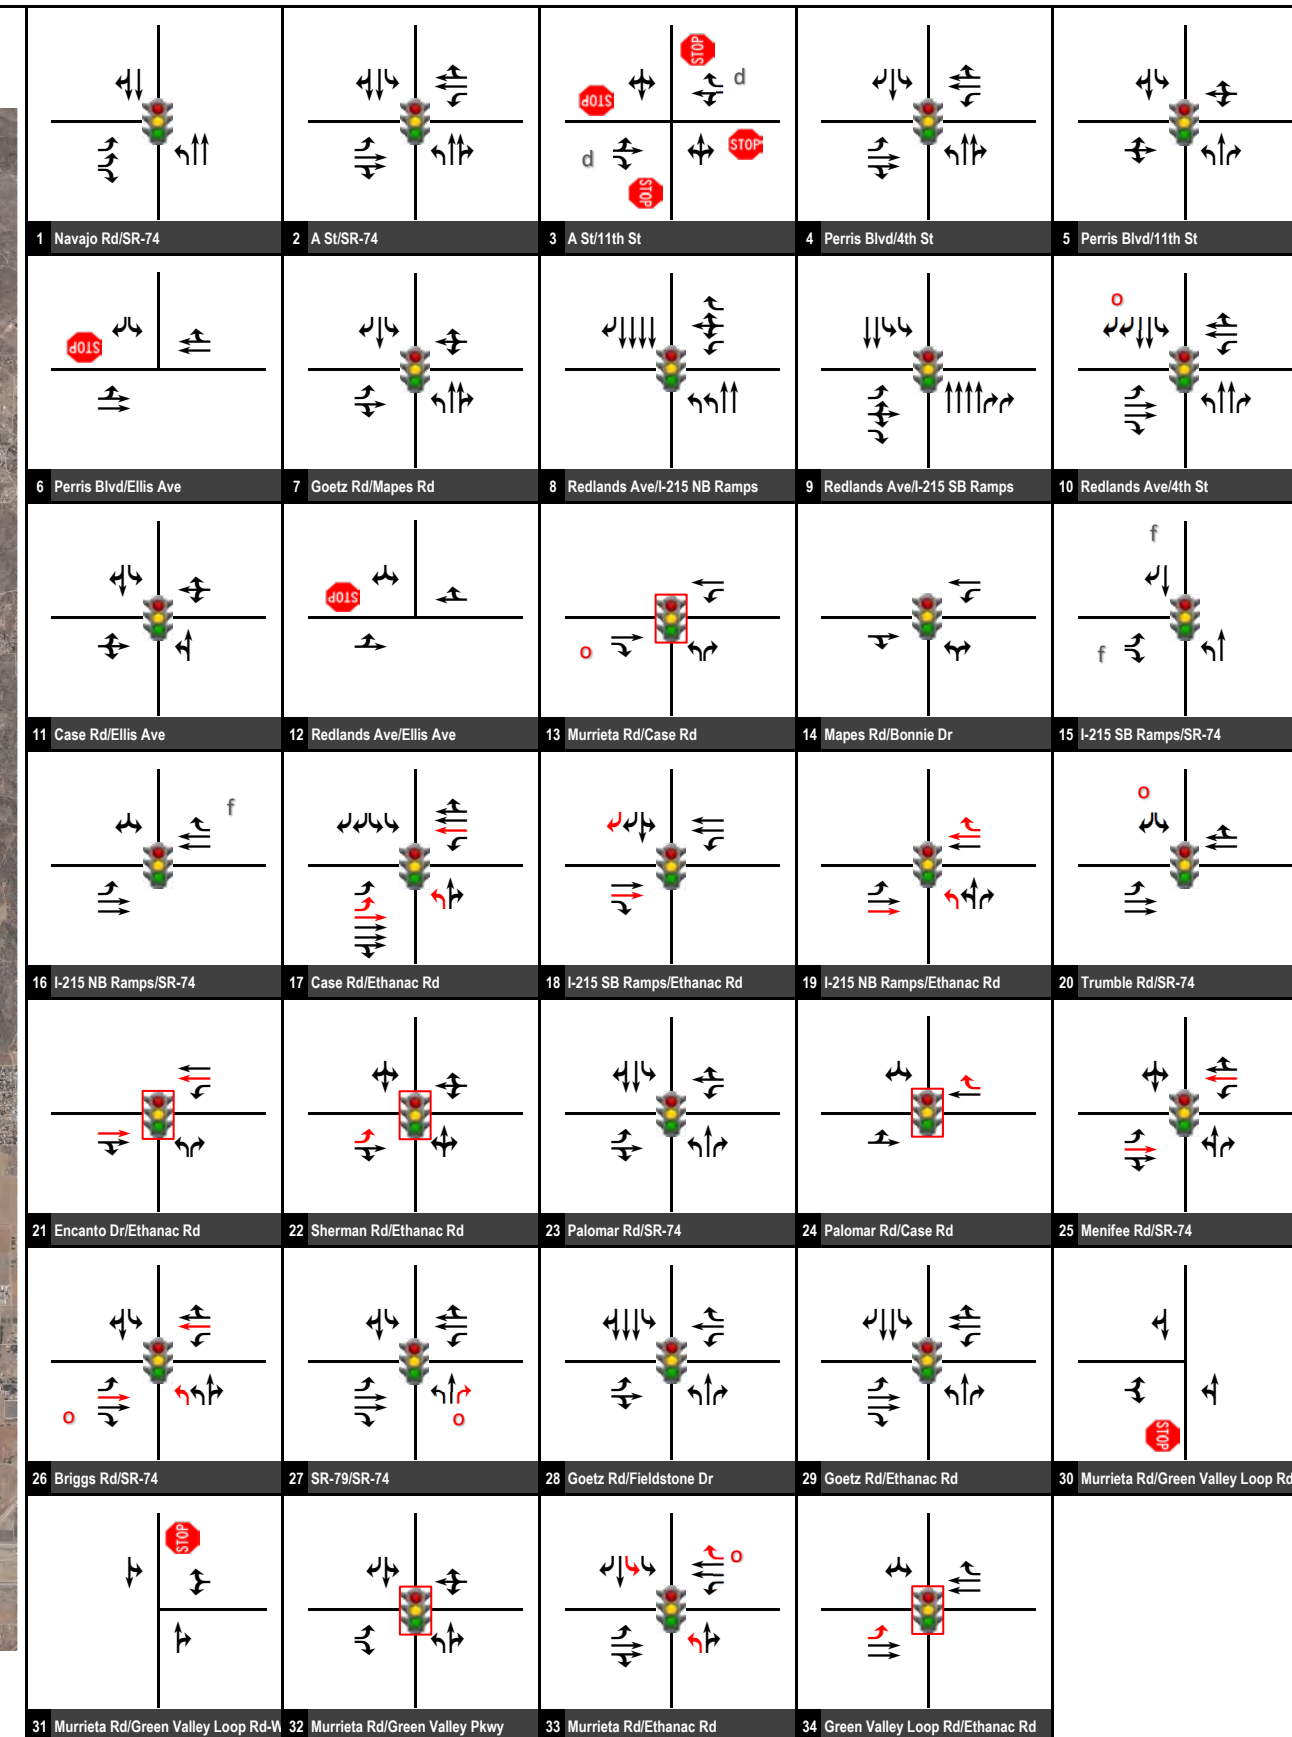 STOP
d
STOP
d
STOP
STOP
1 Navajo Rd/SR-74
2 A St/SR-74
3 A St/11th St
4 Perris Blvd/4th St
5 Perris Blvd/11th St
o
STOP
6 Perris Blvd/Ellis Ave
7 Goetz Rd/Mapes Rd
8 Redlands Ave/I-215 NB Ramps
9 Redlands Ave/I-215 SB Ramps
10 Redlands Ave/4th St
f
STOP
o
f
11 Case Rd/Ellis Ave
12 Redlands Ave/Ellis Ave
13 Murrieta Rd/Case Rd
14 Mapes Rd/Bonnie Dr
15 I-215 SB Ramps/SR-74
f
o
16 I-215 NB Ramps/SR-74
17 Case Rd/Ethanac Rd
18 I-215 SB Ramps/Ethanac Rd
19 I-215 NB Ramps/Ethanac Rd
20 Trumble Rd/SR-74
21 Encanto Dr/Ethanac Rd
22 Sherman Rd/Ethanac Rd
23 Palomar Rd/SR-74
24 Palomar Rd/Case Rd
25 Menifee Rd/SR-74
o
o
STOP
26 Briggs Rd/SR-74
27 SR-79/SR-74
28 Goetz Rd/Fieldstone Dr
29 Goetz Rd/Ethanac Rd
30 Murrieta Rd/Green Valley Loop Rd
STOP
o
31 Murrieta Rd/Green Valley Loop Rd-W
32 Murrieta Rd/Green Valley Pkwy
33 Murrieta Rd/Ethanac Rd
34 Green Valley Loop Rd/Ethanac Rd